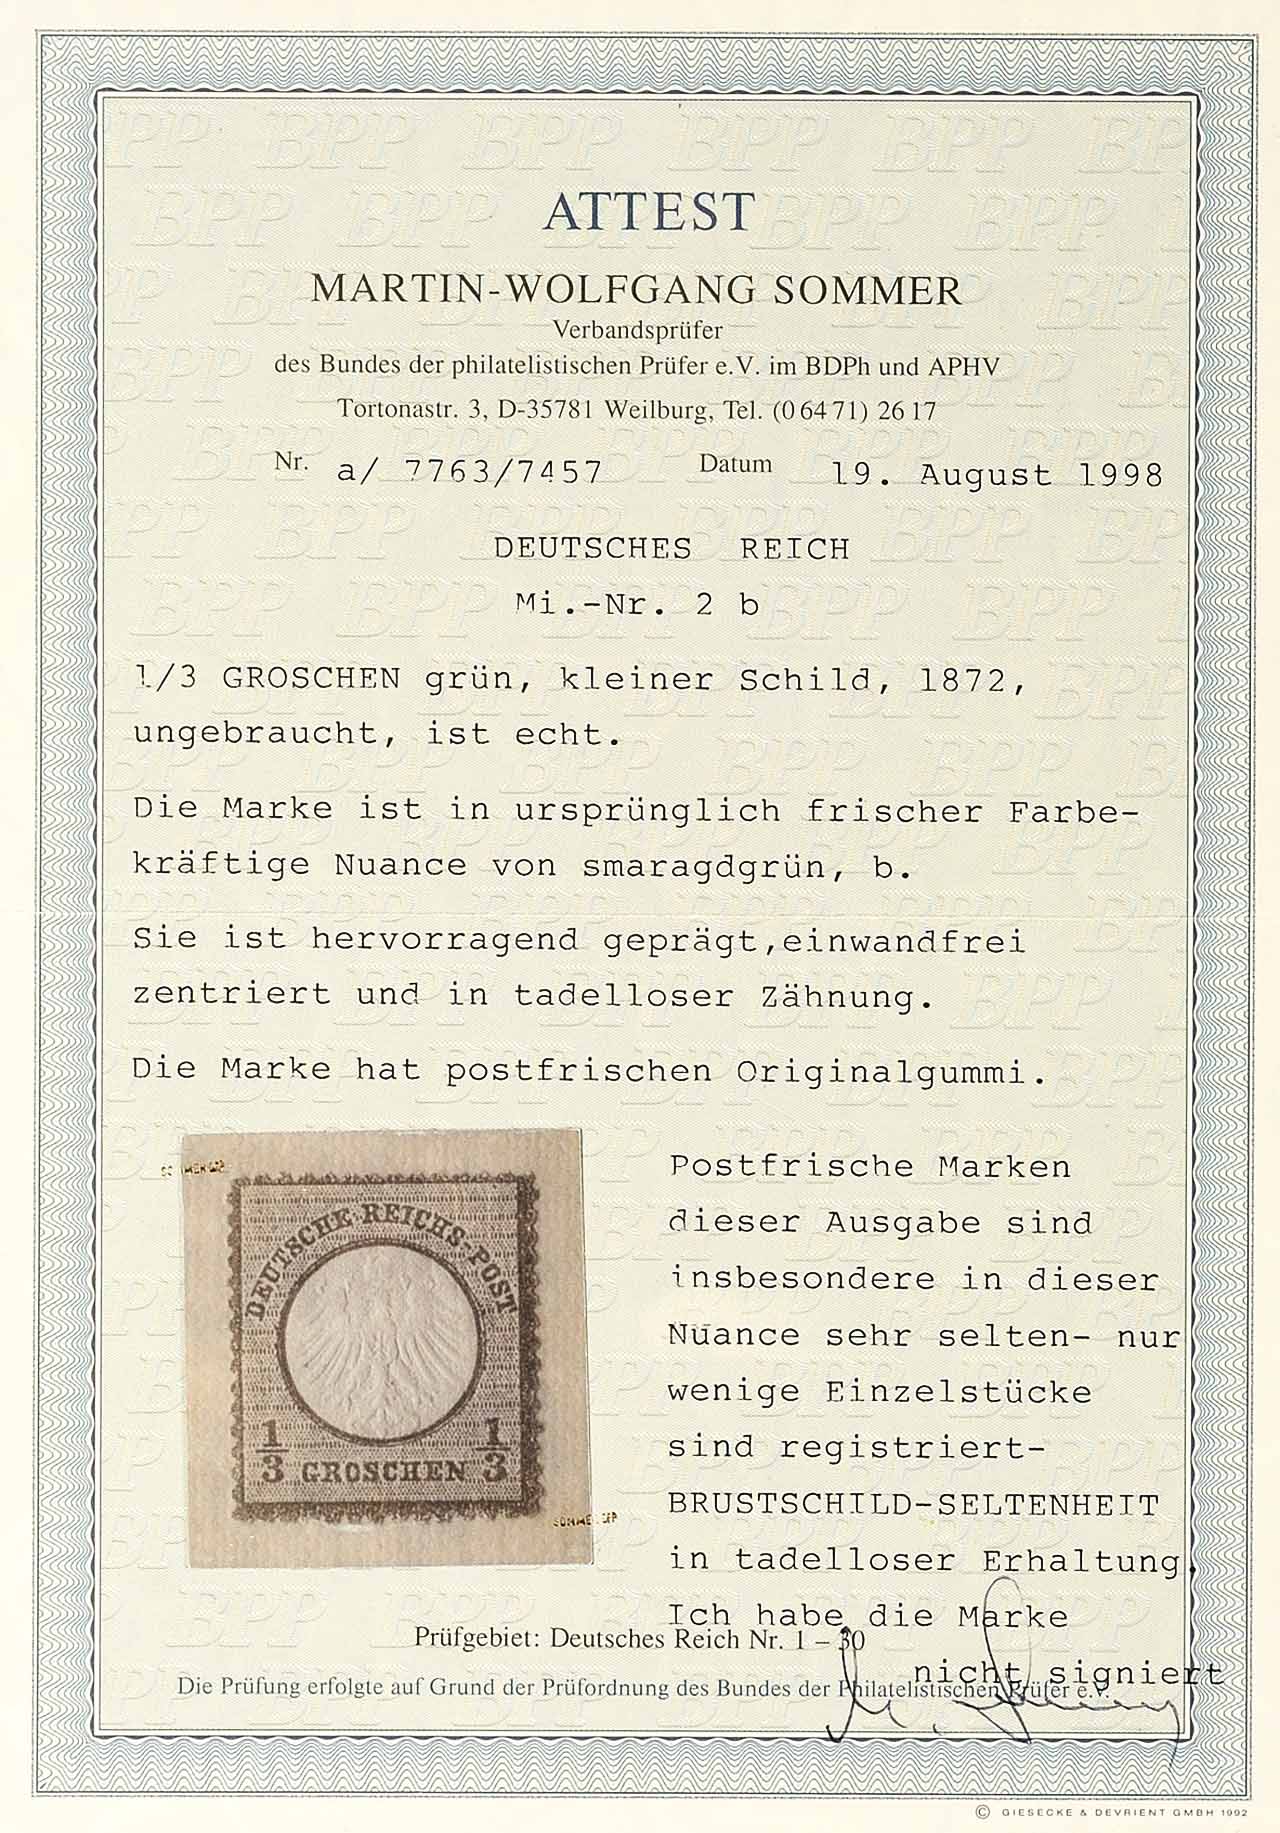 ATTEST
MARTIN-WOLFGANG SOMMER
Verbandsprüfer
des Bundes der philatelistischen Prüfer e.V. im BDPh und APHV
Tortonastr. 3, D-35781 Weilburg, Tel. (0 64 71) 26 17
Nr. a/ 7763/7457 Datum 19. August 1998
DEUTSCHES REICH
Mi.-Nr. 2 b
1/3 GROSCHEN grün, kleiner Schild, 1872,
ungebraucht, ist echt.
Die Marke ist in ursprünglich frischer Farbe-
kräftige Nuance von smaragdgrün, b.
Sie ist hervorragend geprägt,einwandfrei
zentriert und in tadelloser Zähnung.
Die Marke hat postfrischen Originalgummi.
DEUTSCHE REICHS-POST
1/3 GROSCHEN 1/3
Postfrische Marken
dieser Ausgabe sind
insbesondere in dieser
Nuance sehr selten- nur
wenige Einzelstücke
sind registriert-
BRUSTSCHILD-SELTENHEIT
in tadelloser Erhaltung.
Ich habe die Marke
nicht signiert
Prüfgebiet: Deutsches Reich Nr. 1 – 30
Die Prüfung erfolgte auf Grund der Prüfordnung des Bundes der Philatelistischen Prüfer e.V.
© GIESECKE & DEVRIENT GMBH 1992